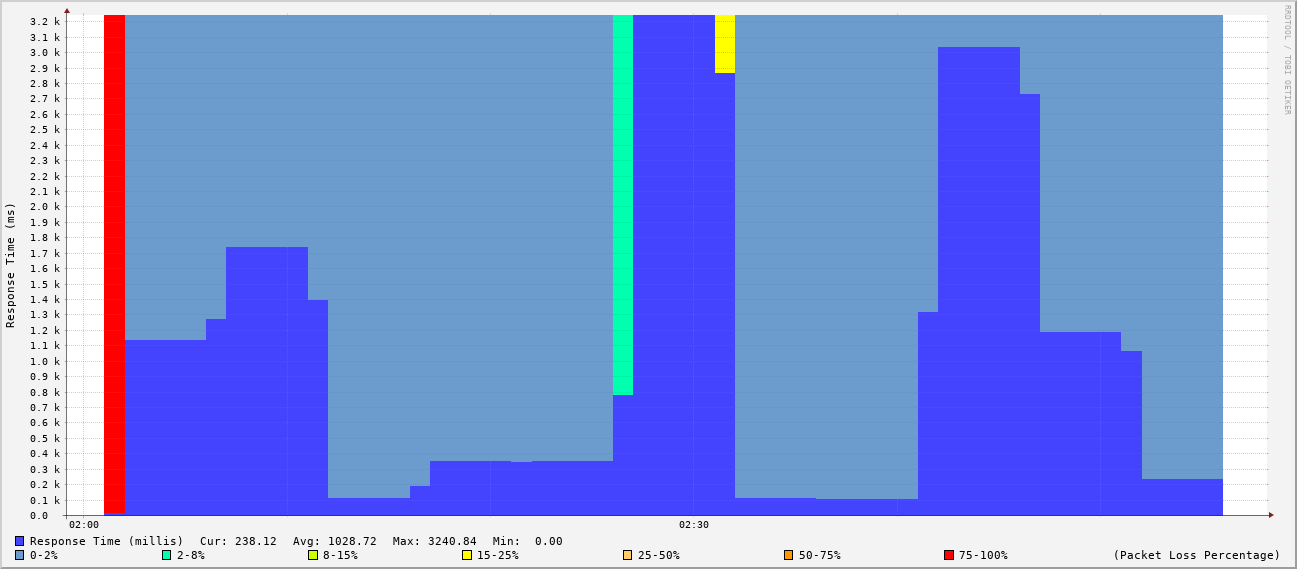 3.2 k
3.1 k
3.0 k
2.9 k
2.8 k
2.7 k
2.6 k
2.5 k
2.4 k
2.3 k
2.2 k
2.1 k
2.0 k
1.9 k
1.8 k
1.7 k
1.6 k
1.5 k
1.4 k
1.3 k
1.2 k
1.1 k
1.0 k
0.9 k
0.8 k
0.7 k
0.6 k
0.5 k
0.4 k
0.3 k
0.2 k
0.1 k
0.0
Response Time (ms)
RRDTOOL / TOBI OETIKER
02:00 02:30
Response Time (millis) Cur: 238.12 Avg: 1028.72 Max: 3240.84 Min: 0.00
0-2% 2-8% 8-15% 15-25% 25-50% 50-75% 75-100% (Packet Loss Percentage)